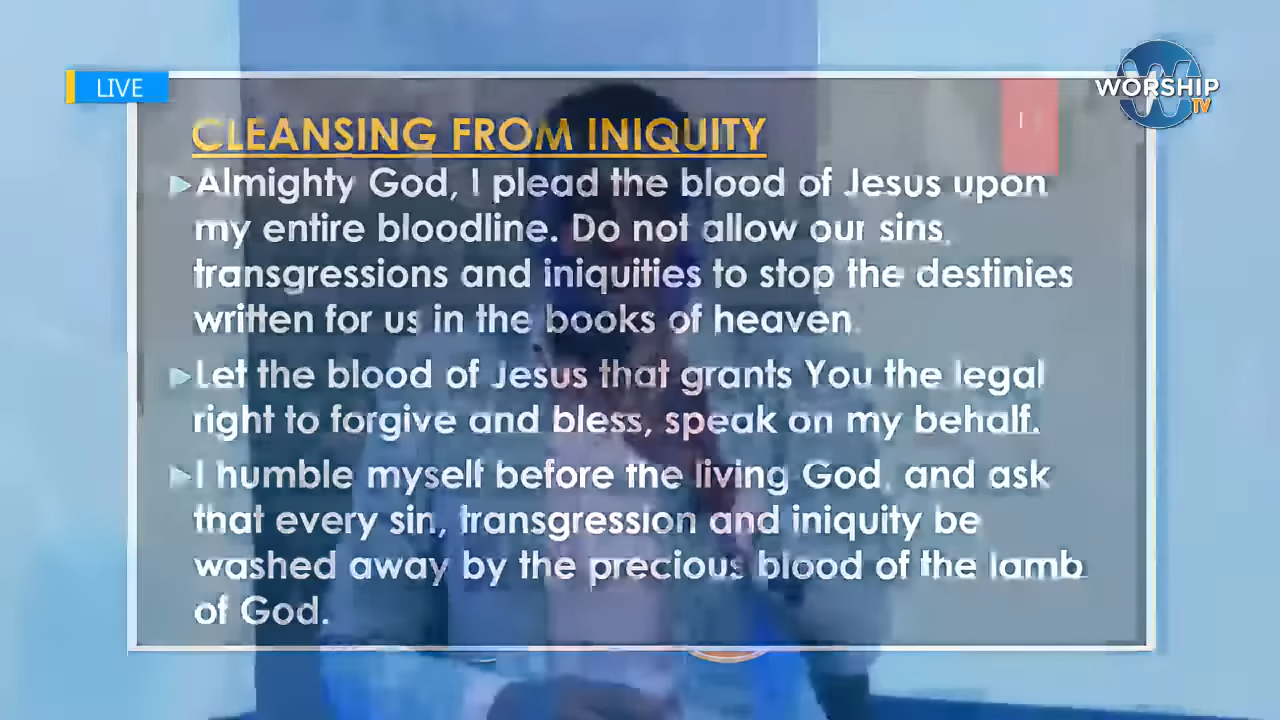 LIVE
WORSHIP
TV
CLEANSING FROM INIQUITY
Almighty God, I plead the blood of Jesus upon
my entire bloodline. Do not allow our sins,
transgressions and iniquities to stop the destinies
written for us in the books of heaven.
Let the blood of Jesus that grants You the legal
right to forgive and bless, speak on my behalf.
I humble myself before the living God, and ask
that every sin, transgression and iniquity be
washed away by the precious blood of the lamb
of God.